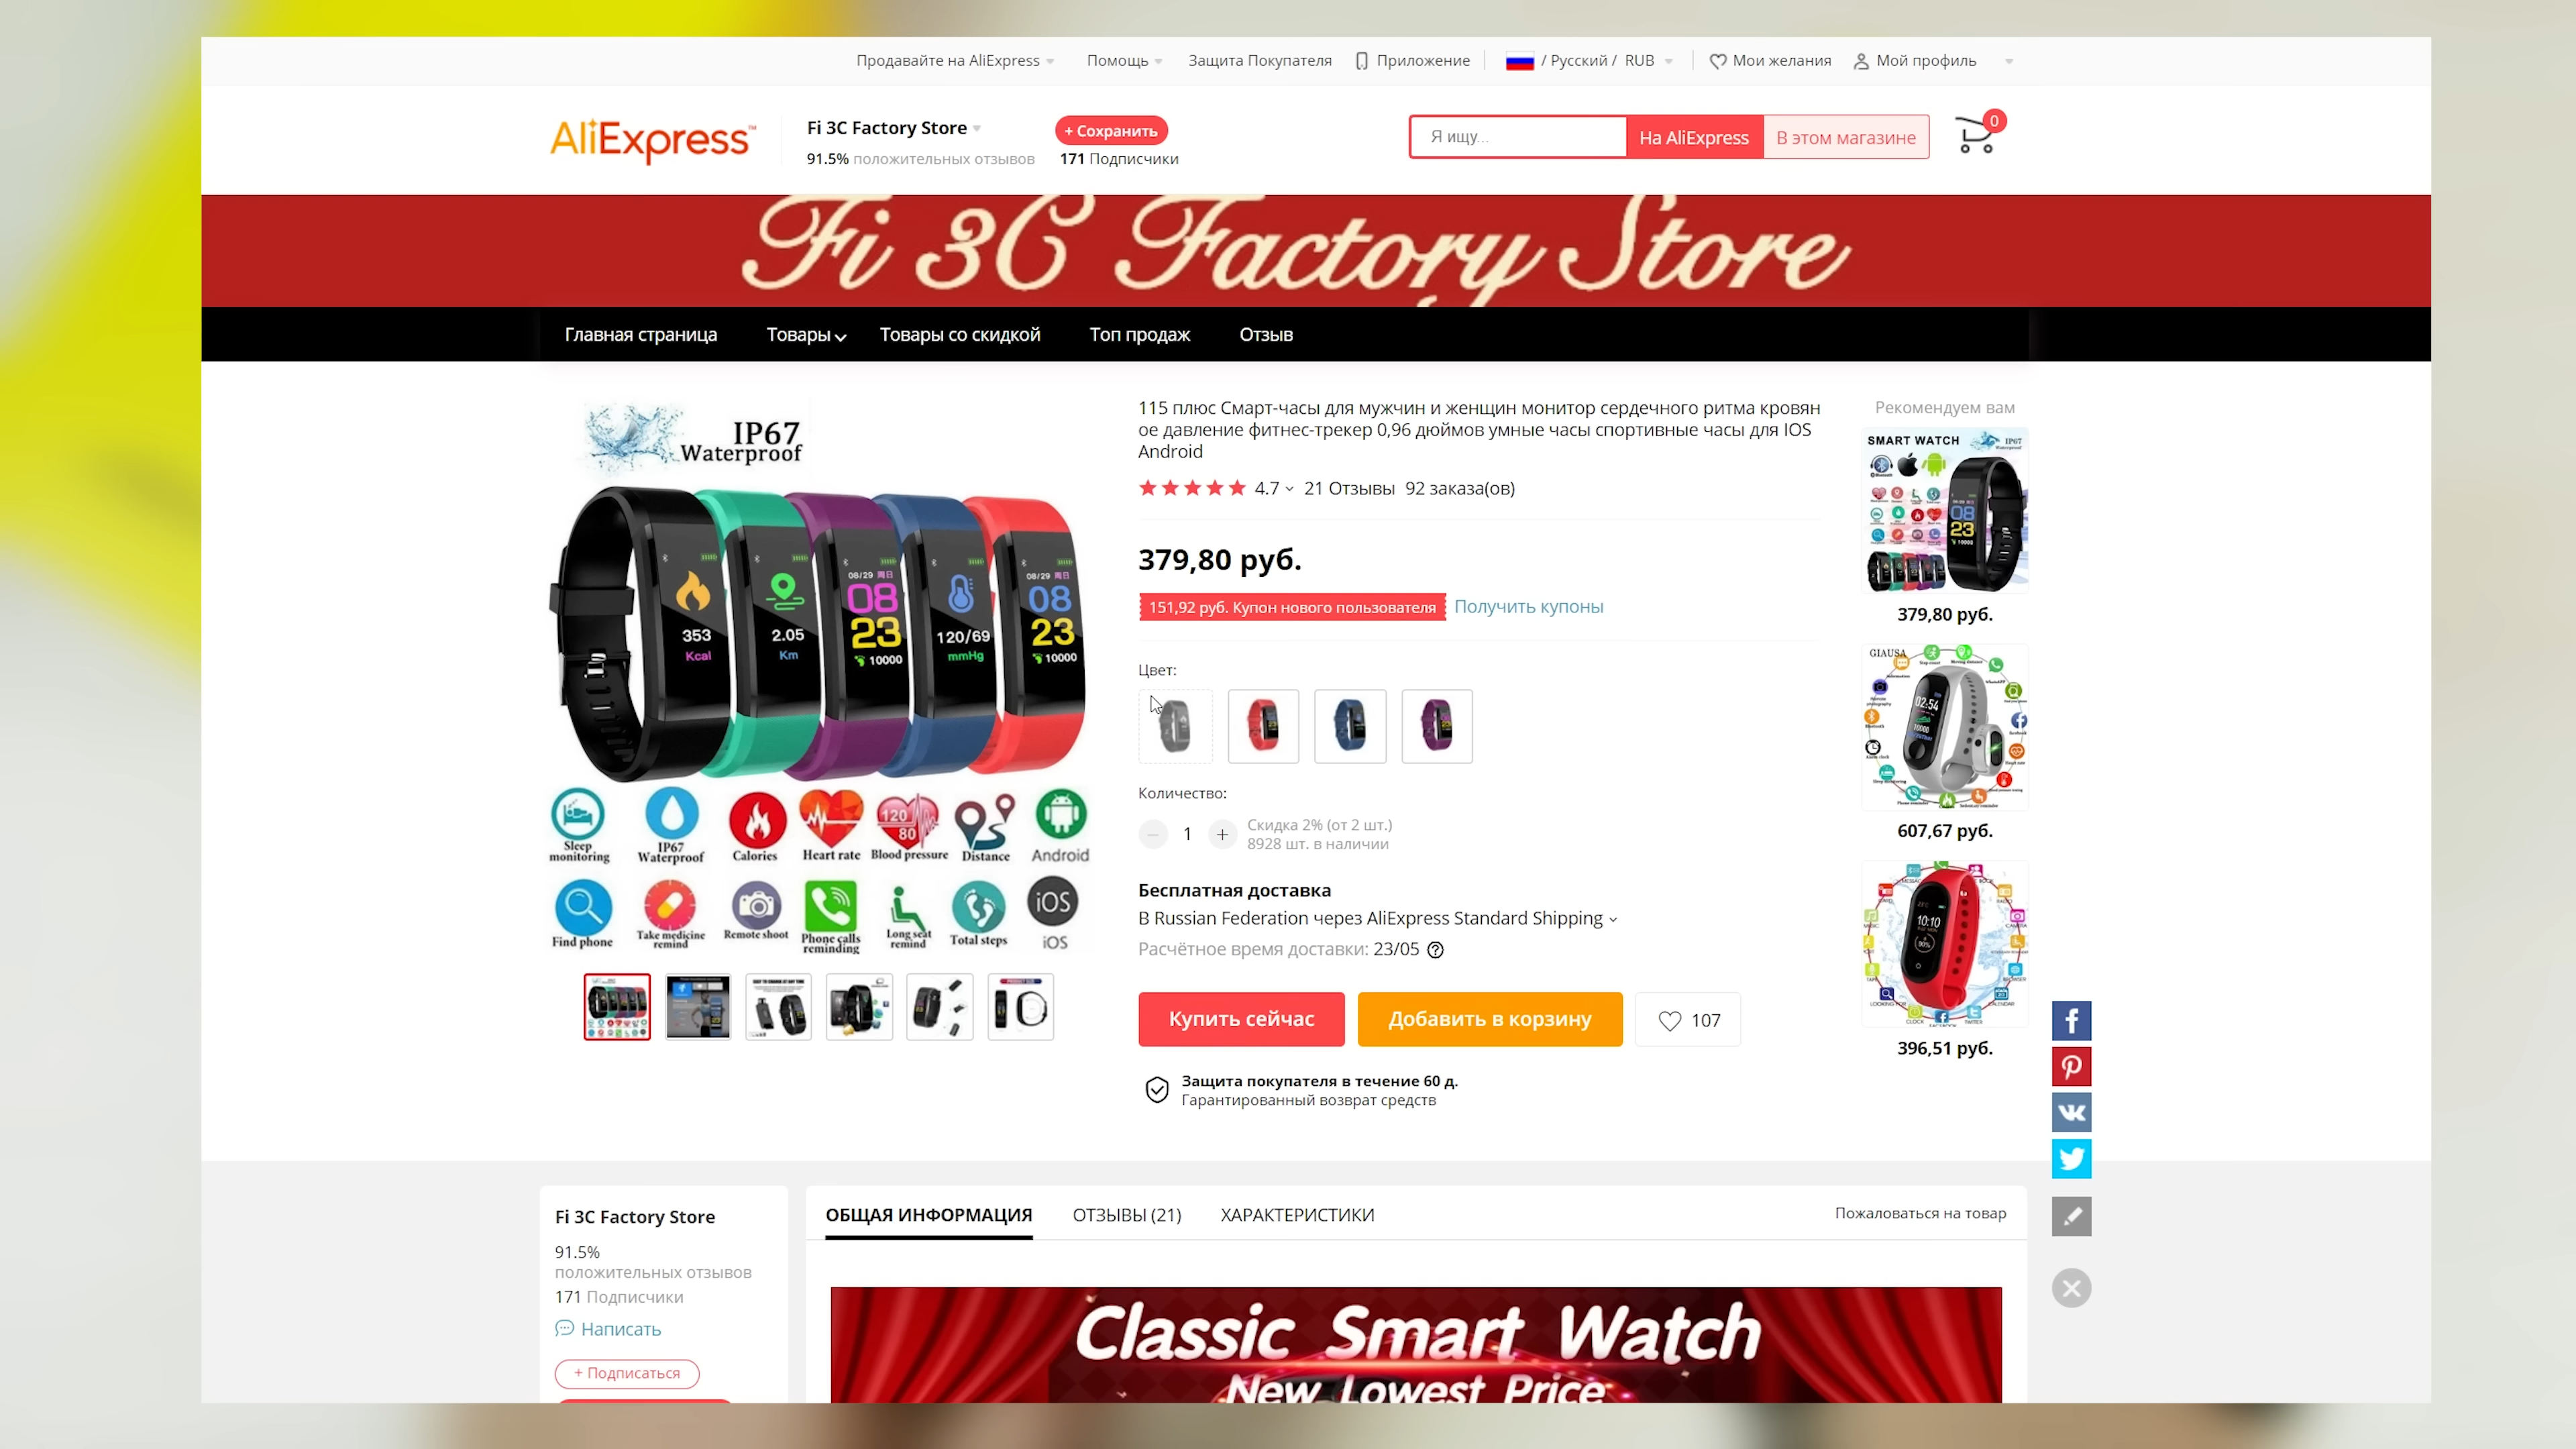 Продавайте на AliExpress
Помощь
Защита Покупателя
Приложение
/ Русский / RUB
Мои желания
Мой профиль
AliExpress™
Fi 3C Factory Store
+ Сохранить
91.5% положительных отзывов
171 Подписчики
Я ищу...
На AliExpress
В этом магазине
0
Fi 3C Factory Store
Главная страница
Товары
Товары со скидкой
Топ продаж
Отзыв
IP67
Waterproof
353
Kcal
2.05
Km
08/29 周日
08
23
10000
120/69
mmHg
08/29 周日
08
23
10000
Sleep
monitoring
IP67
Waterproof
Calories
Heart rate
120
80
Blood pressure
Distance
Android
Find phone
Take medicine
remind
Remote shoot
Phone calls
reminding
Long seat
remind
Total steps
iOS
iOS
115 плюс Смарт-часы для мужчин и женщин монитор сердечного ритма кровян
ое давление фитнес-трекер 0,96 дюймов умные часы спортивные часы для IOS
Android
4.7 21 Отзывы 92 заказа(ов)
379,80 руб.
151,92 руб. Купон нового пользователя
Получить купоны
Цвет:
Количество:
1
Скидка 2% (от 2 шт.)
8928 шт. в наличии
Бесплатная доставка
В Russian Federation через AliExpress Standard Shipping
Расчётное время доставки: 23/05
Купить сейчас
Добавить в корзину
107
Защита покупателя в течение 60 д.
Гарантированный возврат средств
Рекомендуем вам
SMART WATCH
IP67
08
23
10000
379,80 руб.
GIAUSA
02:54
607,67 руб.
10:10
90%
396,51 руб.
Fi 3C Factory Store
91.5%
положительных отзывов
171 Подписчики
Написать
+ Подписаться
ОБЩАЯ ИНФОРМАЦИЯ
ОТЗЫВЫ (21)
ХАРАКТЕРИСТИКИ
Пожаловаться на товар
Classic Smart Watch
New Lowest Price